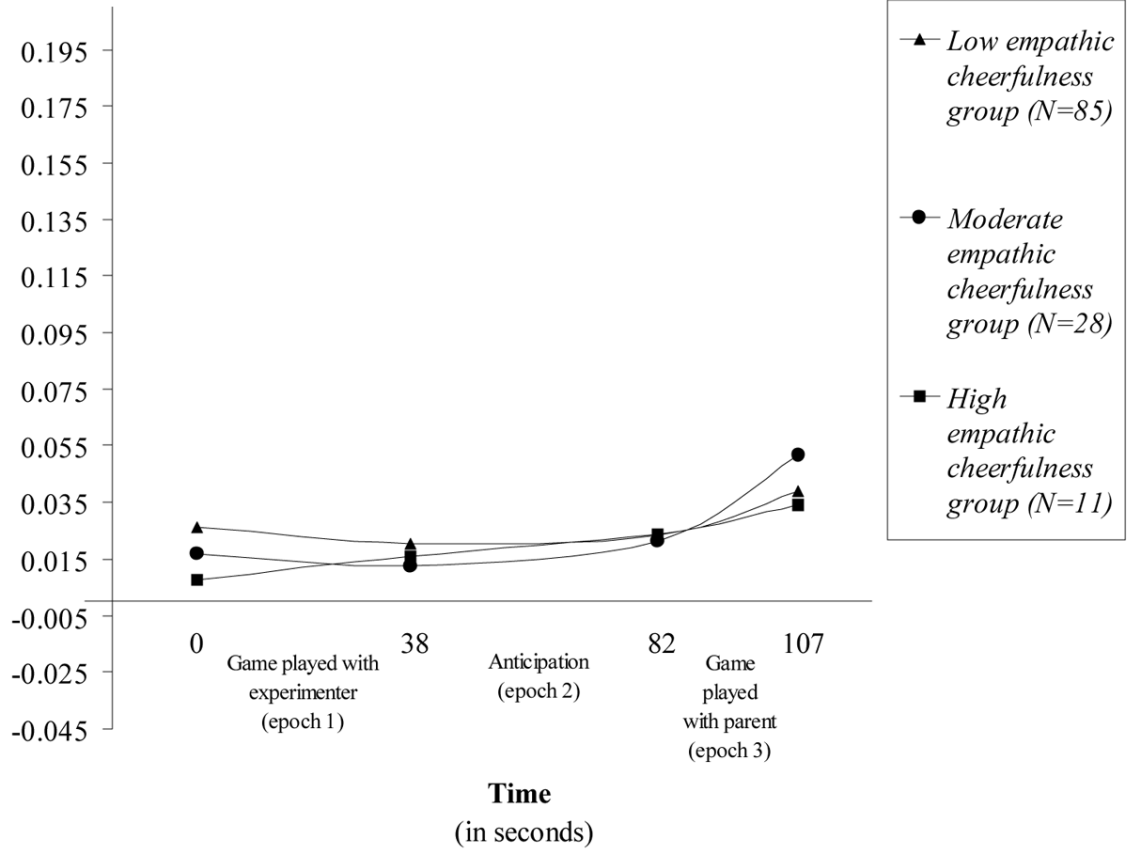 0.195
0.175
0.155
0.135
0.115
0.095
0.075
0.055
0.035
0.015
-0.005
-0.025
-0.045
0
38
82
107
Game played with
experimenter
(epoch 1)
Anticipation
(epoch 2)
Game
played
with parent
(epoch 3)
Time
(in seconds)
Low empathic
cheerfulness
group (N=85)
Moderate
empathic
cheerfulness
group (N=28)
High
empathic
cheerfulness
group (N=11)